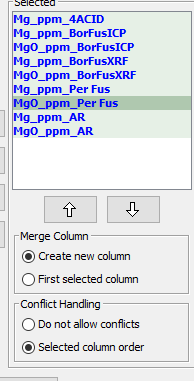 Selected
Mg_ppm_4ACID
Mg_ppm_BorFusICP
MgO_ppm_BorFusICP
Mg_ppm_BorFusXRF
MgO_ppm_BorFusXRF
Mg_ppm_Per Fus
MgO_ppm_Per Fus
Mg_ppm_AR
MgO_ppm_AR
Merge Column
Create new column
First selected column
Conflict Handling
Do not allow conflicts
Selected column order